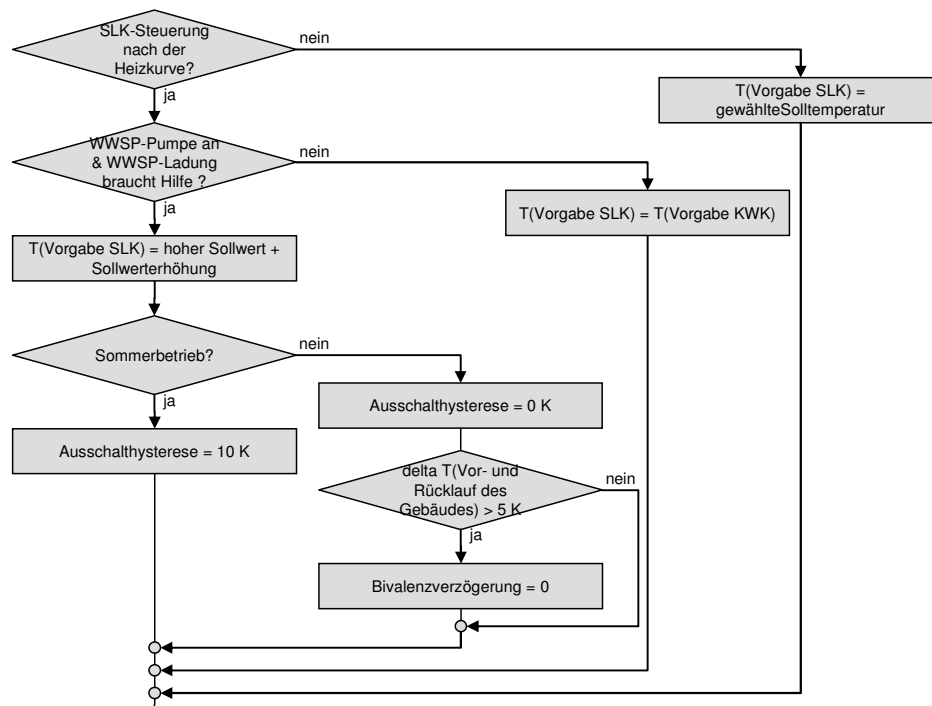 SLK-Steuerung
nach der
Heizkurve?
nein
ja
T(Vorgabe SLK) =
gewählteSolltemperatur
WWSP-Pumpe an
& WWSP-Ladung
braucht Hilfe ?
nein
ja
T(Vorgabe SLK) = T(Vorgabe KWK)
T(Vorgabe SLK) = hoher Sollwert +
Sollwerterhöhung
Sommerbetrieb?
nein
ja
Ausschalthysterese = 0 K
Ausschalthysterese = 10 K
delta T(Vor- und
Rücklauf des
Gebäudes) > 5 K
nein
ja
Bivalenzverzögerung = 0